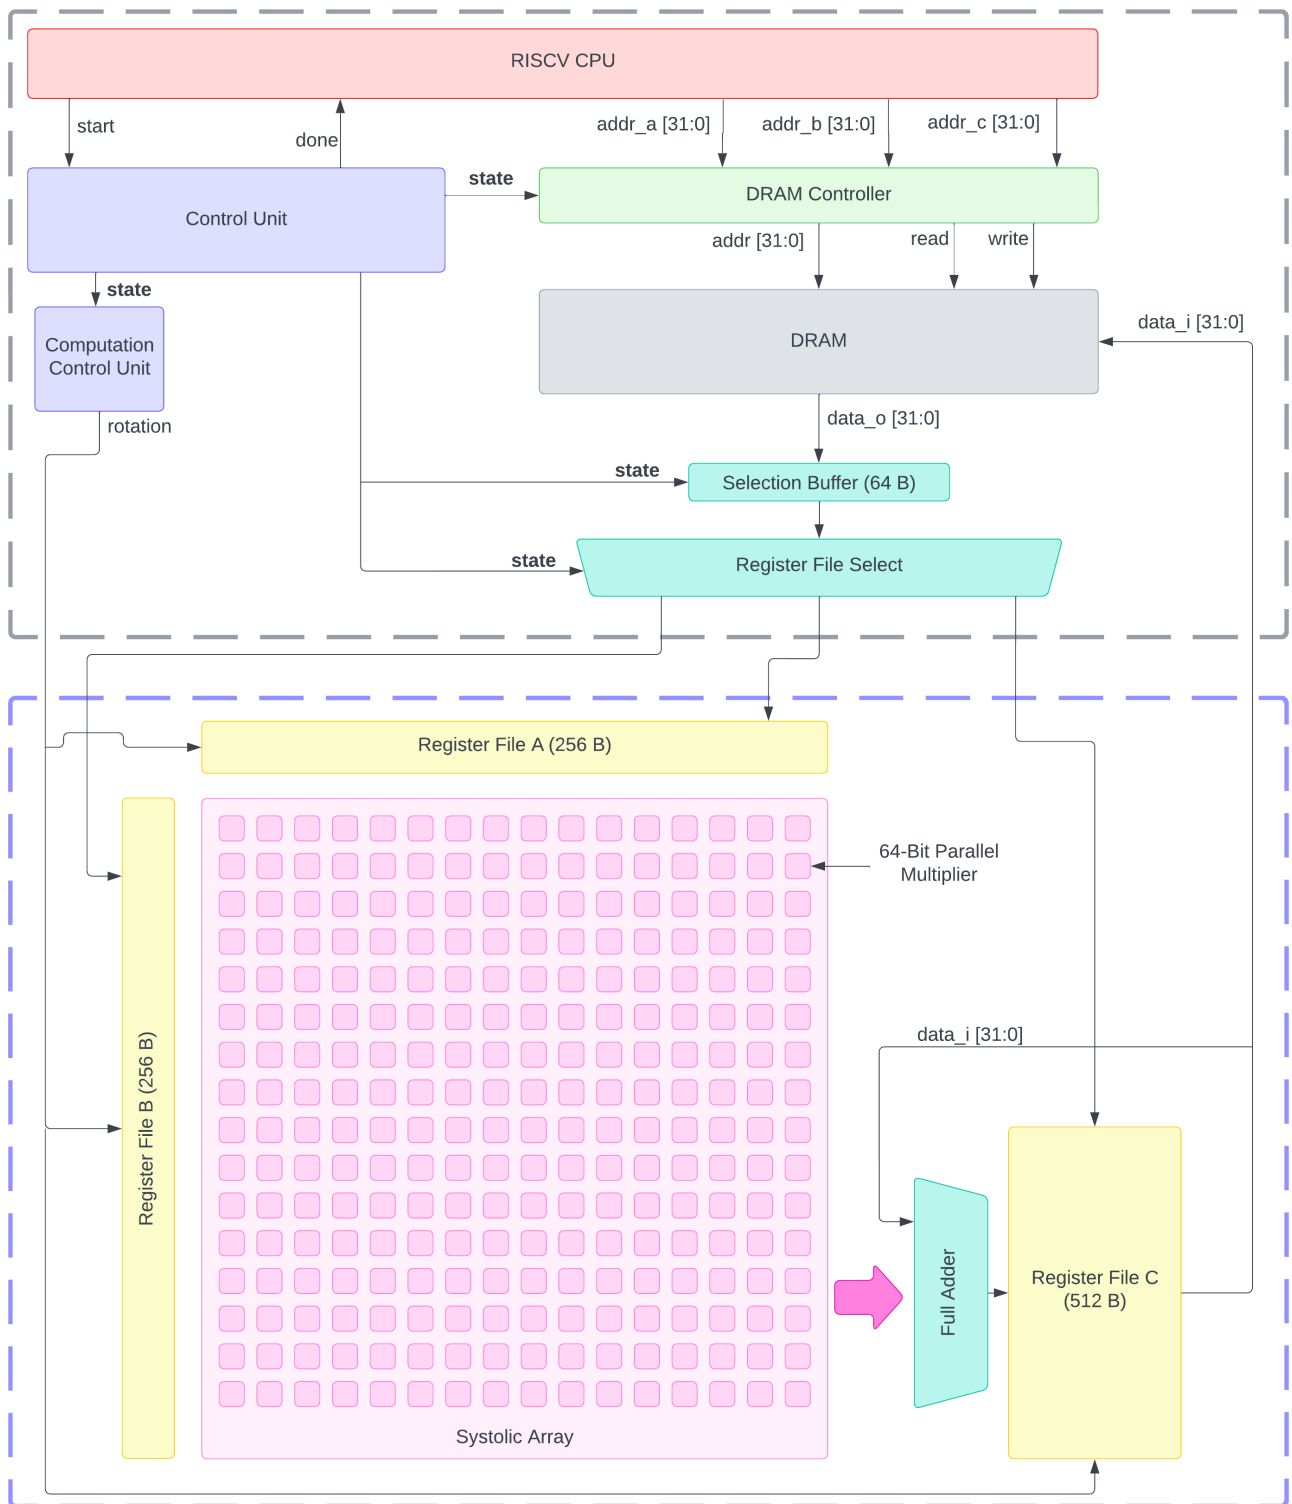 RISCV CPU
start
done
addr_a [31:0]
addr_b [31:0]
addr_c [31:0]
state
Control Unit
DRAM Controller
addr [31:0]
read
write
state
Computation
Control Unit
DRAM
data_i [31:0]
rotation
data_o [31:0]
state
Selection Buffer (64 B)
state
Register File Select
Register File A (256 B)
64-Bit Parallel
Multiplier
Register File B (256 B)
data_i [31:0]
Full Adder
Register File C
(512 B)
Systolic Array